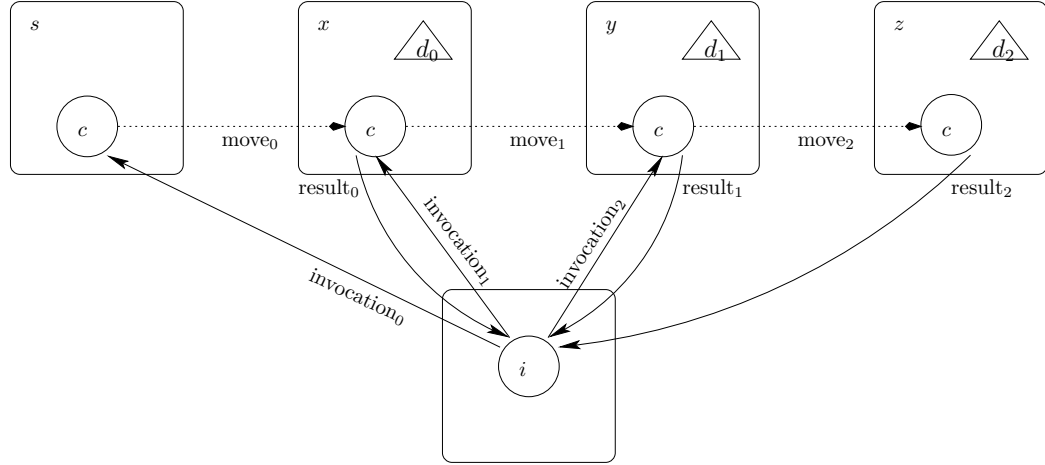 s
x
d₀
y
d₁
z
d₂
c
c
c
c
move₀
move₁
move₂
result₀
result₁
result₂
invocation₀
invocation₁
invocation₂
i